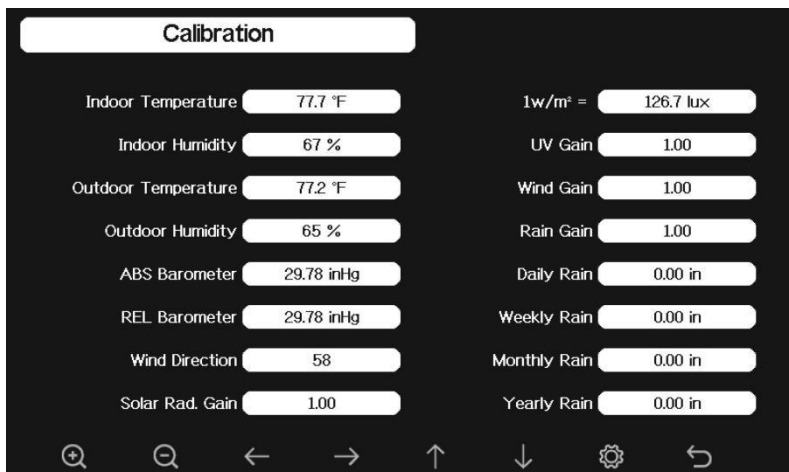 Calibration
Indoor Temperature 77.7 °F
Indoor Humidity 67 %
Outdoor Temperature 77.2 °F
Outdoor Humidity 65 %
ABS Barometer 29.78 inHg
REL Barometer 29.78 inHg
Wind Direction 58
Solar Rad. Gain 1.00
1w/m² = 126.7 lux
UV Gain 1.00
Wind Gain 1.00
Rain Gain 1.00
Daily Rain 0.00 in
Weekly Rain 0.00 in
Monthly Rain 0.00 in
Yearly Rain 0.00 in